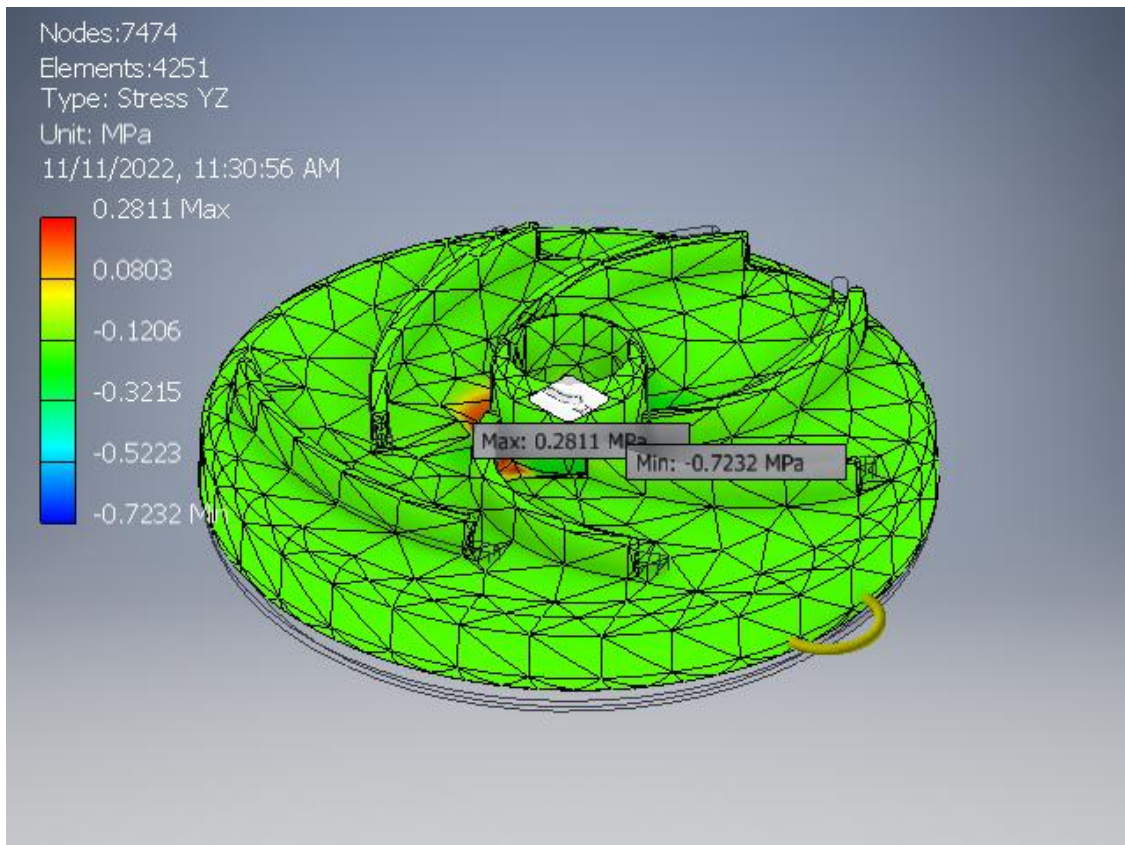 Nodes:7474
Elements:4251
Type: Stress YZ
Unit: MPa
11/11/2022, 11:30:56 AM
0.2811 Max
0.0803
-0.1206
-0.3215
-0.5223
-0.7232 Min
Max: 0.2811 MPa
Min: -0.7232 MPa